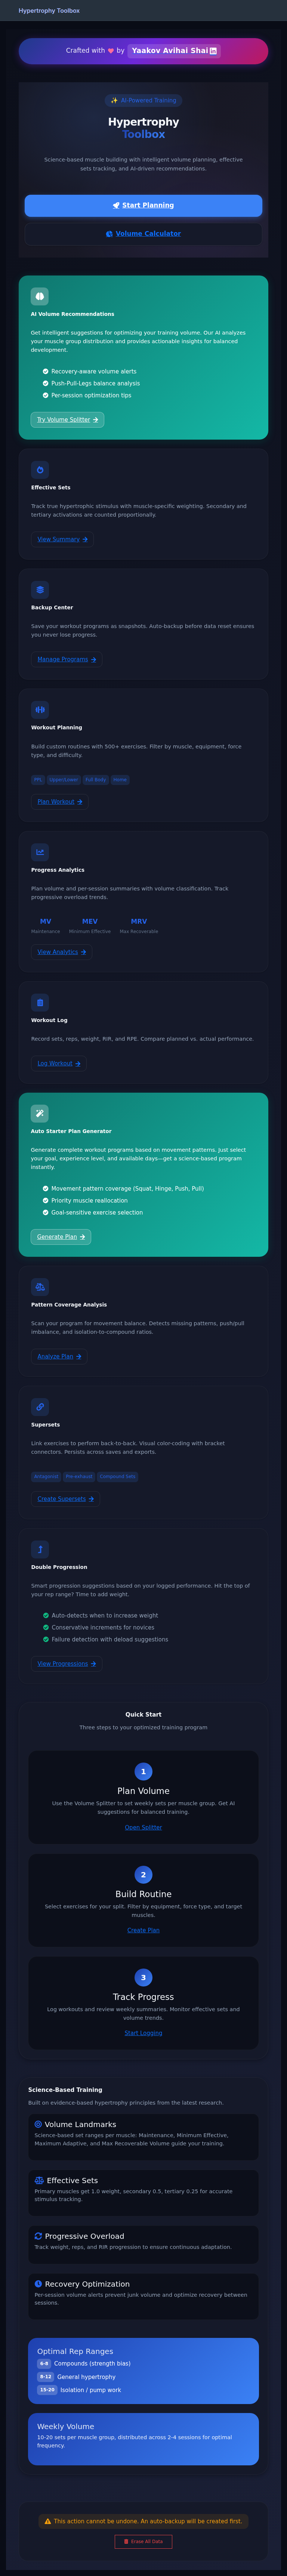 Hypertrophy Toolbox
Crafted with by Yaakov Avihai Shai
AI-Powered Training
Hypertrophy
Toolbox
Science-based muscle building with intelligent volume planning, effective
sets tracking, and AI-driven recommendations.
Start Planning
Volume Calculator
AI Volume Recommendations
Get intelligent suggestions for optimizing your training volume. Our AI analyzes
your muscle group distribution and provides actionable insights for balanced
development.
Recovery-aware volume alerts
Push-Pull-Legs balance analysis
Per-session optimization tips
Try Volume Splitter
Effective Sets
Track true hypertrophic stimulus with muscle-specific weighting. Secondary and
tertiary activations are counted proportionally.
View Summary
Backup Center
Save your workout programs as snapshots. Auto-backup before data reset ensures
you never lose progress.
Manage Programs
Workout Planning
Build custom routines with 500+ exercises. Filter by muscle, equipment, force
type, and difficulty.
PPL Upper/Lower Full Body Home
Plan Workout
Progress Analytics
Plan volume and per-session summaries with volume classification. Track
progressive overload trends.
MV MEV MRV
Maintenance Minimum Effective Max Recoverable
View Analytics
Workout Log
Record sets, reps, weight, RIR, and RPE. Compare planned vs. actual performance.
Log Workout
Auto Starter Plan Generator
Generate complete workout programs based on movement patterns. Just select
your goal, experience level, and available days—get a science-based program
instantly.
Movement pattern coverage (Squat, Hinge, Push, Pull)
Priority muscle reallocation
Goal-sensitive exercise selection
Generate Plan
Pattern Coverage Analysis
Scan your program for movement balance. Detects missing patterns, push/pull
imbalance, and isolation-to-compound ratios.
Analyze Plan
Supersets
Link exercises to perform back-to-back. Visual color-coding with bracket
connectors. Persists across saves and exports.
Antagonist Pre-exhaust Compound Sets
Create Supersets
Double Progression
Smart progression suggestions based on your logged performance. Hit the top of
your rep range? Time to add weight.
Auto-detects when to increase weight
Conservative increments for novices
Failure detection with deload suggestions
View Progressions
Quick Start
Three steps to your optimized training program
1
Plan Volume
Use the Volume Splitter to set weekly sets per muscle group. Get AI
suggestions for balanced training.
Open Splitter
2
Build Routine
Select exercises for your split. Filter by equipment, force type, and target
muscles.
Create Plan
3
Track Progress
Log workouts and review weekly summaries. Monitor effective sets and
volume trends.
Start Logging
Science-Based Training
Built on evidence-based hypertrophy principles from the latest research.
Volume Landmarks
Science-based set ranges per muscle: Maintenance, Minimum Effective,
Maximum Adaptive, and Max Recoverable Volume guide your training.
Effective Sets
Primary muscles get 1.0 weight, secondary 0.5, tertiary 0.25 for accurate
stimulus tracking.
Progressive Overload
Track weight, reps, and RIR progression to ensure continuous adaptation.
Recovery Optimization
Per-session volume alerts prevent junk volume and optimize recovery between
sessions.
Optimal Rep Ranges
6-8 Compounds (strength bias)
8-12 General hypertrophy
15-20 Isolation / pump work
Weekly Volume
10-20 sets per muscle group, distributed across 2-4 sessions for optimal
frequency.
This action cannot be undone. An auto-backup will be created first.
Erase All Data